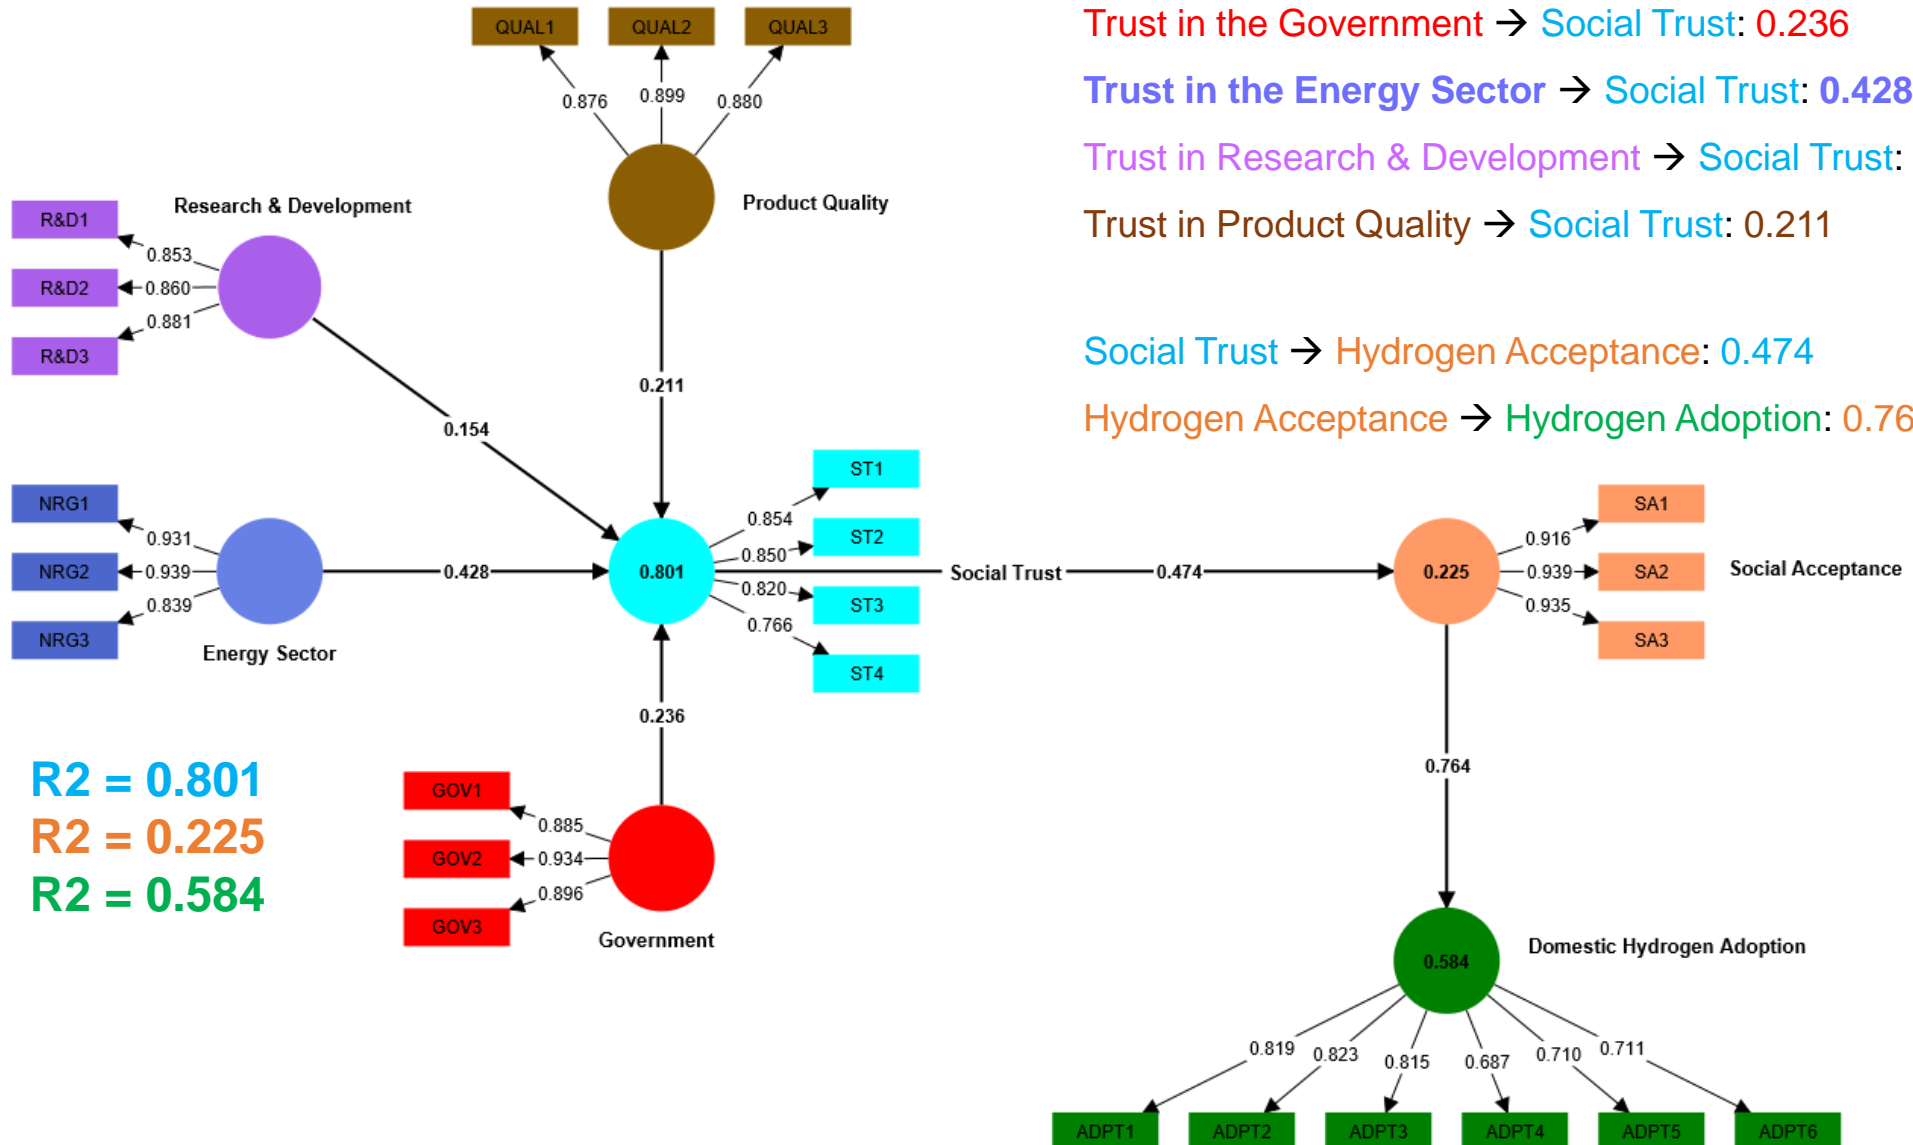 QUAL1 QUAL2 QUAL3
0.876 0.899 0.880
Product Quality
Trust in the Government → Social Trust: 0.236
Trust in the Energy Sector → Social Trust: 0.428
Trust in Research & Development → Social Trust:
Trust in Product Quality → Social Trust: 0.211
Social Trust → Hydrogen Acceptance: 0.474
Hydrogen Acceptance → Hydrogen Adoption: 0.76
Research & Development
R&D1
R&D2
R&D3
0.853
0.860
0.881
0.211
0.154
NRG1
NRG2
NRG3
0.931
0.939
0.839
Energy Sector
0.428
0.801
ST1
ST2
ST3
ST4
0.854
0.850
0.820
0.766
Social Trust
0.474
0.225
SA1
SA2
SA3
0.916
0.939
0.935
Social Acceptance
0.236
0.764
R2 = 0.801
R2 = 0.225
R2 = 0.584
GOV1
GOV2
GOV3
0.885
0.934
0.896
Government
0.584
Domestic Hydrogen Adoption
0.819 0.823 0.815 0.687 0.710 0.711
ADPT1 ADPT2 ADPT3 ADPT4 ADPT5 ADPT6